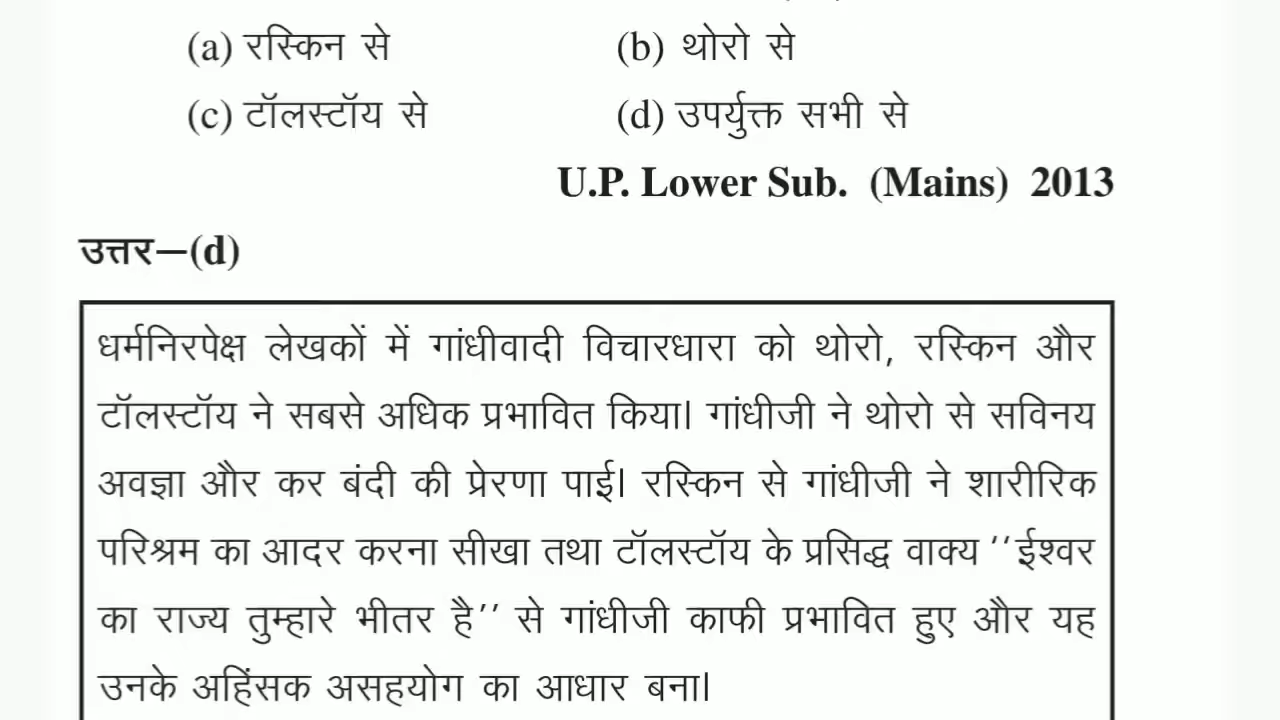 (a) रस्किन से (b) थोरो से
(c) टॉलस्टॉय से (d) उपर्युक्त सभी से
U.P. Lower Sub. (Mains) 2013
उत्तर—(d)
धर्मनिरपेक्ष लेखकों में गांधीवादी विचारधारा को थोरो, रस्किन और
टॉलस्टॉय ने सबसे अधिक प्रभावित किया। गांधीजी ने थोरो से सविनय
अवज्ञा और कर बंदी की प्रेरणा पाई। रस्किन से गांधीजी ने शारीरिक
परिश्रम का आदर करना सीखा तथा टॉलस्टॉय के प्रसिद्ध वाक्य ‘‘ईश्वर
का राज्य तुम्हारे भीतर है’’ से गांधीजी काफी प्रभावित हुए और यह
उनके अहिंसक असहयोग का आधार बना।